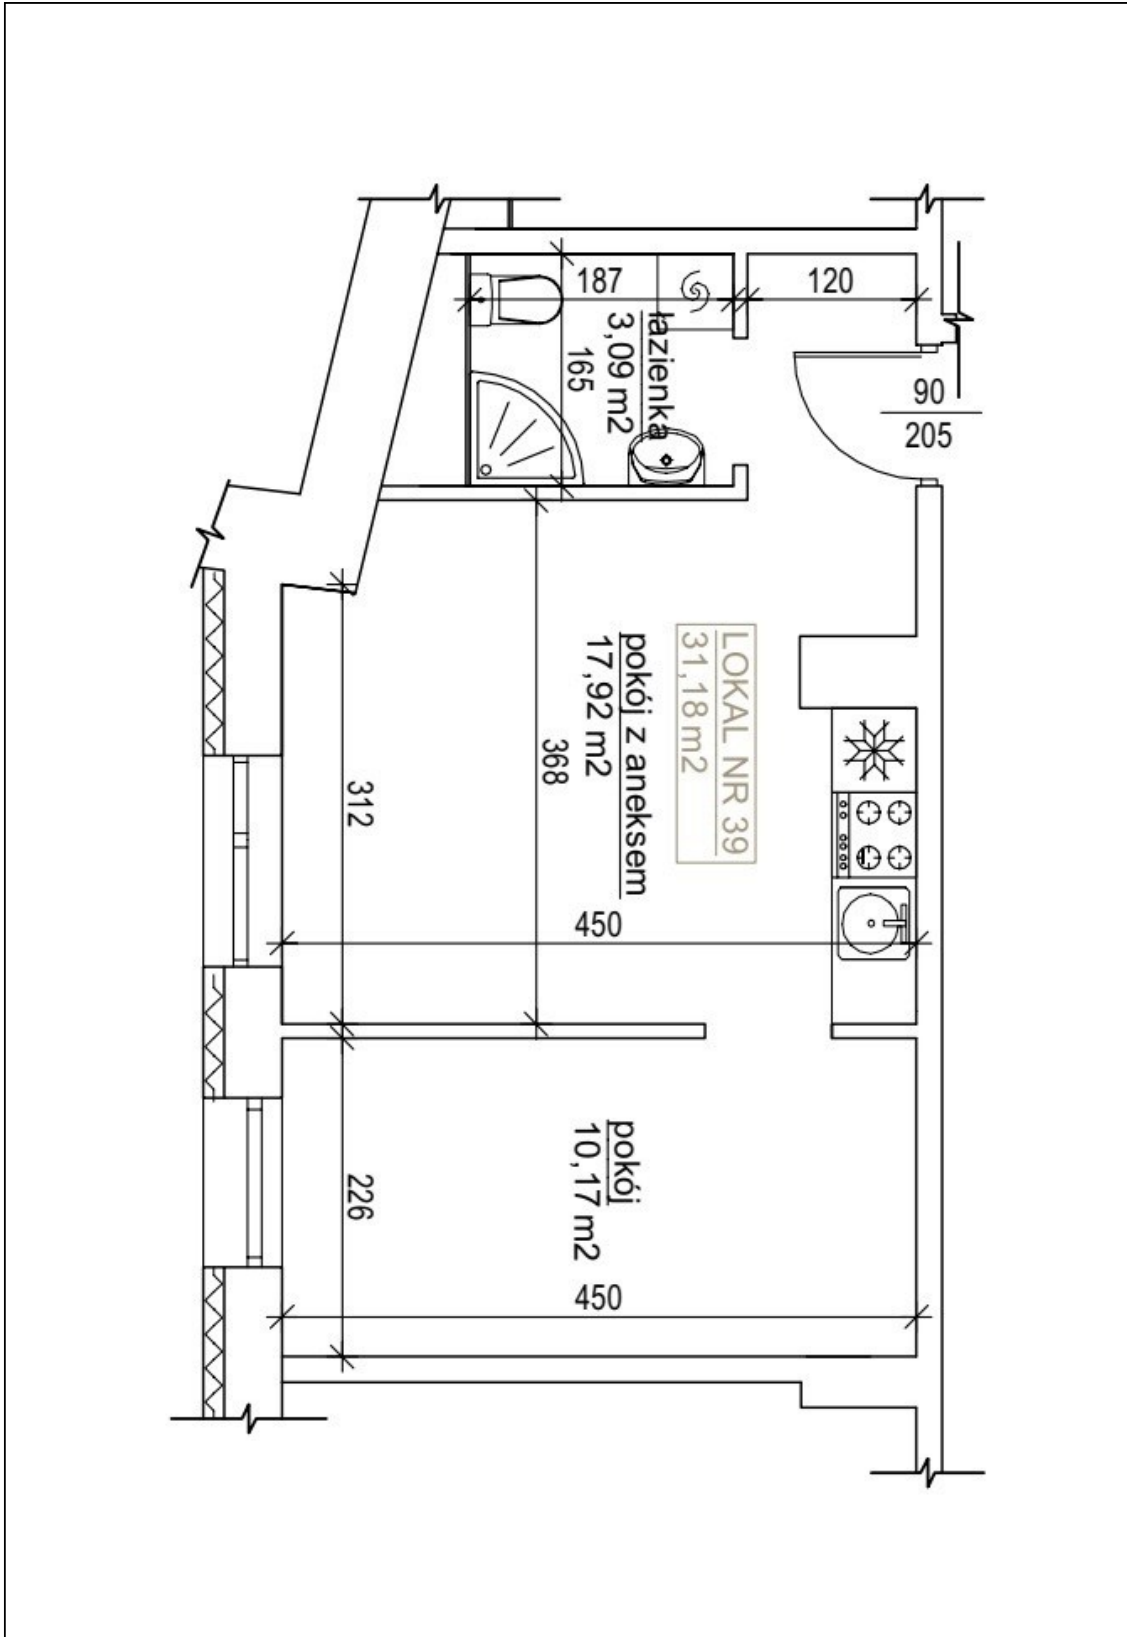 187
120
łazienka
3,09 m2
165
90
205
LOKAL NR 39
31,18 m2
pokój z aneksem
17,92 m2
368
312
450
pokój
10,17 m2
226
450